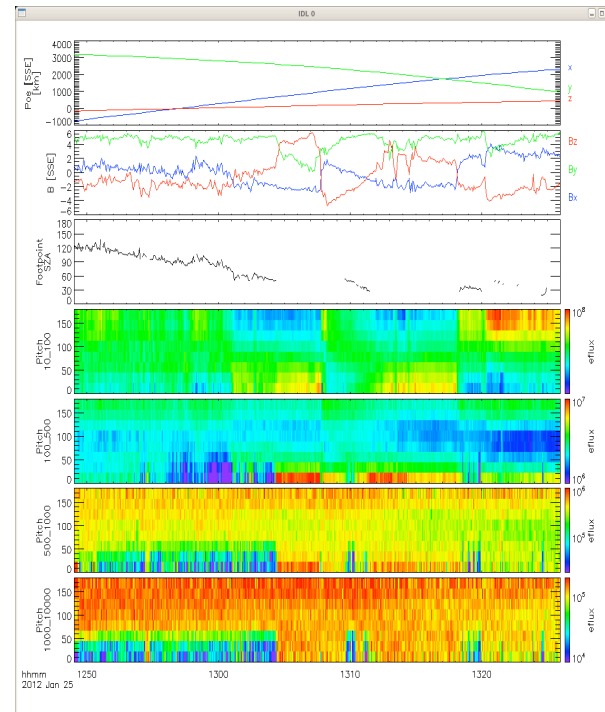 IDL 0
Pos [SSE]
[km]
4000
3000
2000
1000
0
-1000
x
y
z
B [SSE]
6
4
2
0
-2
-4
-6
Bz
By
Bx
Footpoint
SZA
180
150
120
90
60
30
0
Pitch
10_100
150
100
50
0
10^8
eflux
Pitch
100_500
150
100
50
0
10^7
10^6
eflux
Pitch
500_1000
150
100
50
0
10^6
10^5
eflux
Pitch
1000_10000
150
100
50
0
10^5
10^4
eflux
1250
1300
1310
1320
hhmm
2012 Jan 25